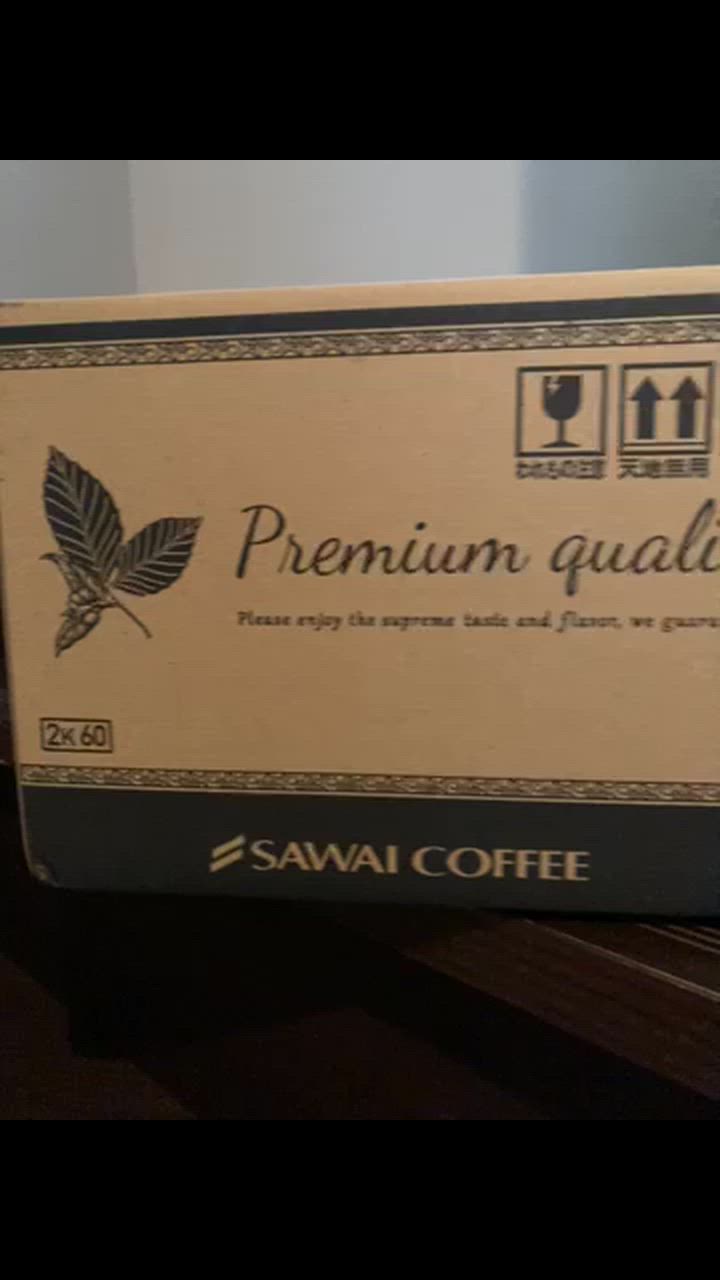 われもの注意 天地無用
Premium quali
Please enjoy the supreme taste and flavor, we guara
2K 60
SAWAI COFFEE